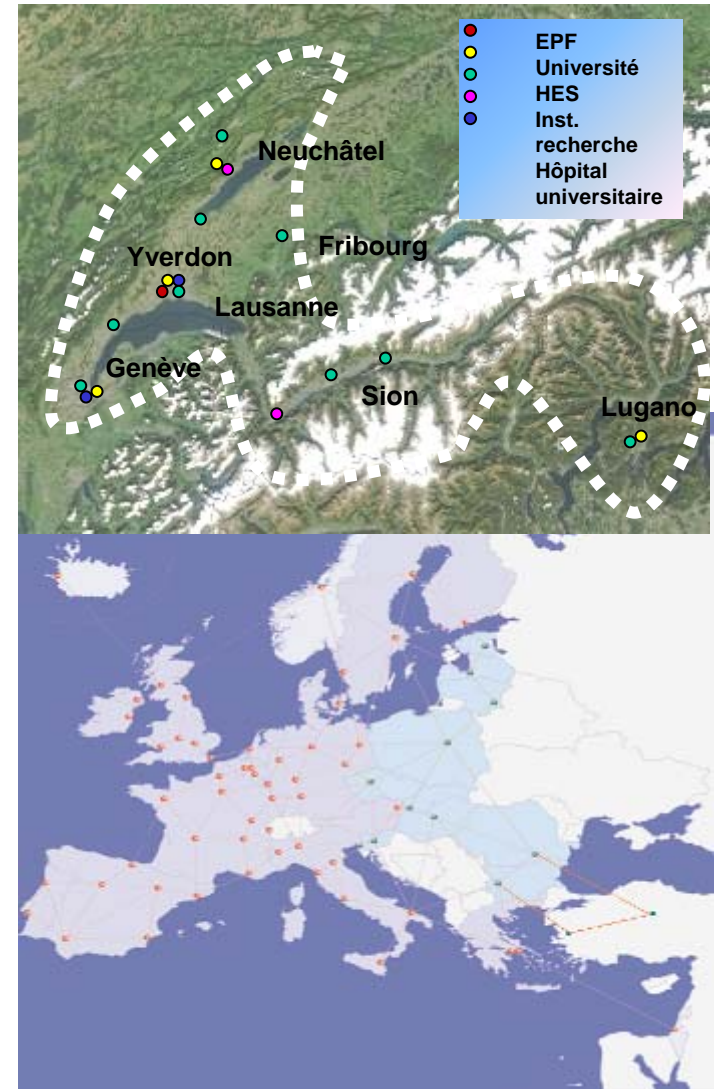 EPF
Université
HES
Inst.
recherche
Hôpital
universitaire
Neuchâtel
Fribourg
Yverdon
Lausanne
Genève
Sion
Lugano